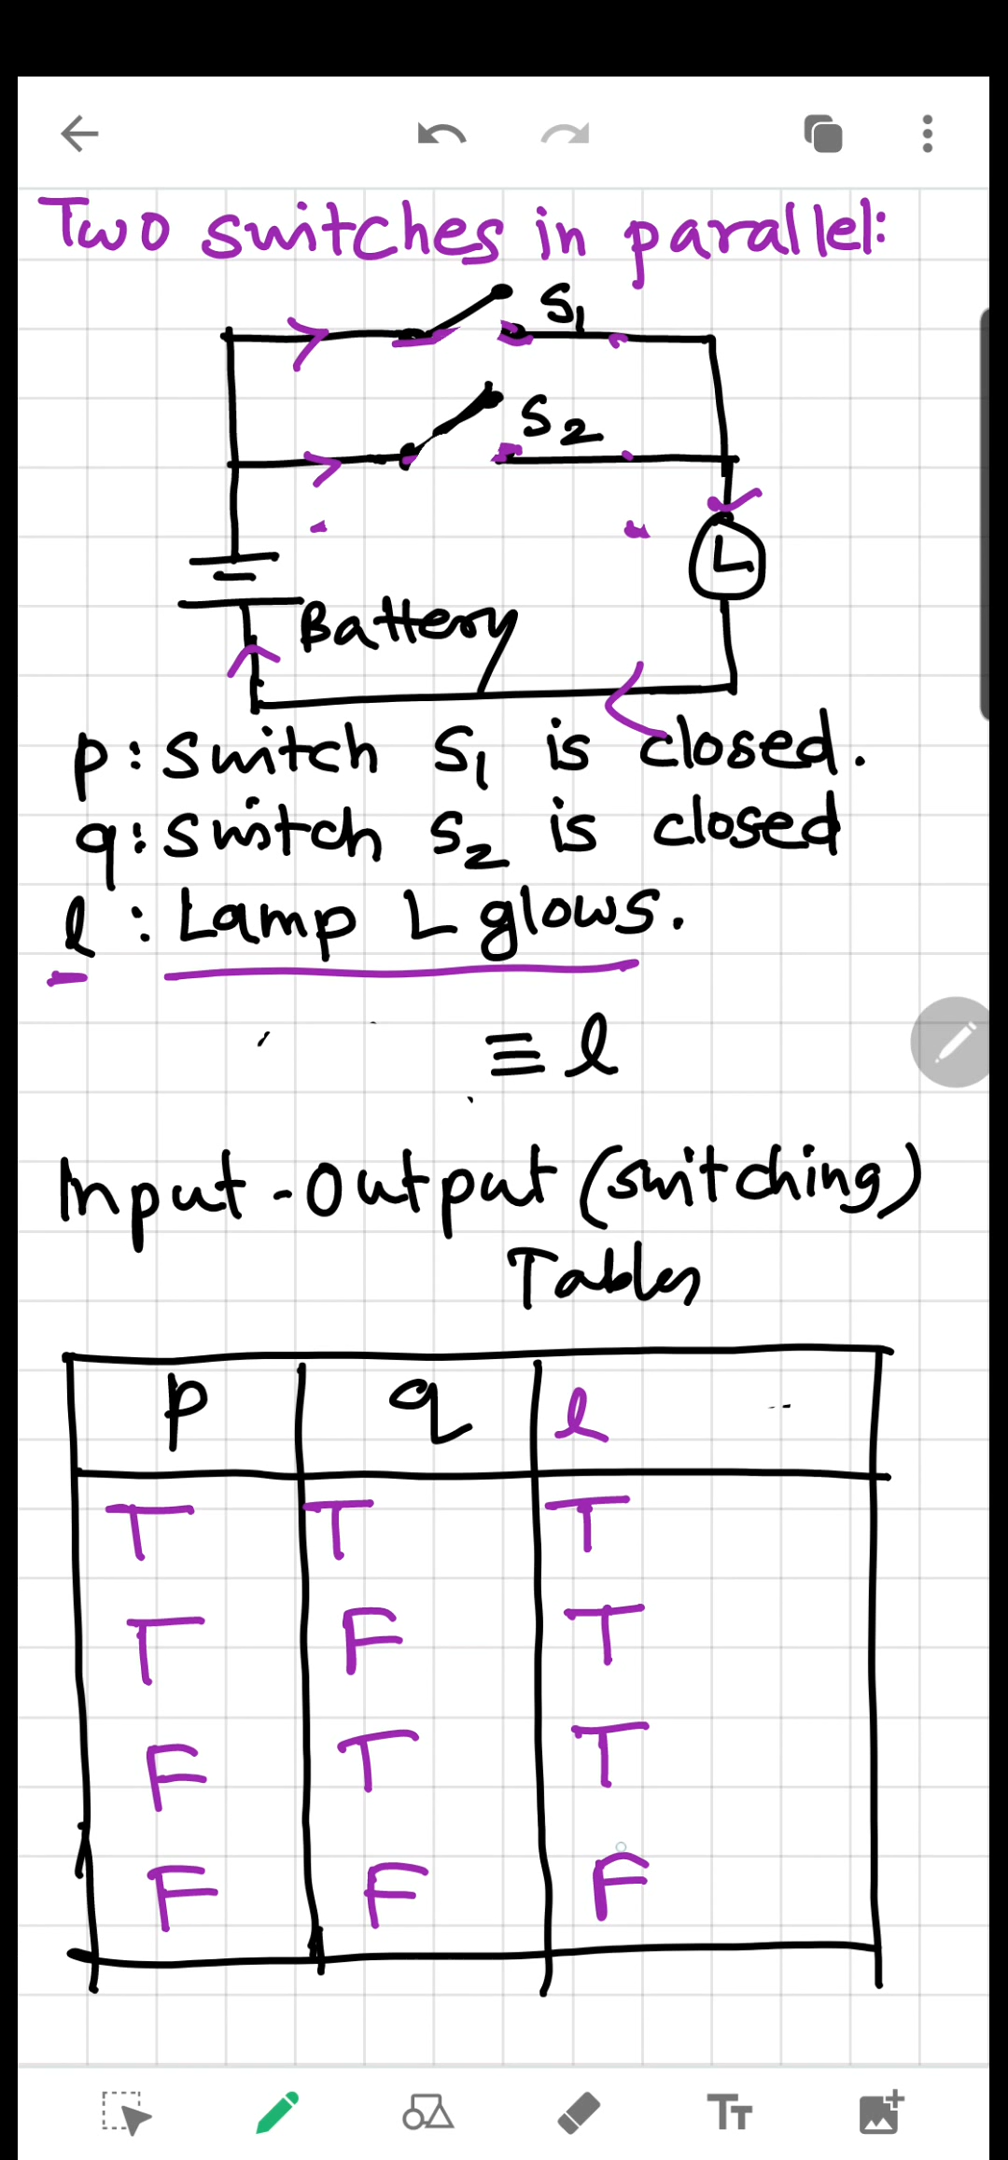 Two switches in parallel:
S1
S2
L
Battery
p: Switch S1 is closed.
q: Switch S2 is closed
l : Lamp L glows.
≡ l
Input-Output (switching)
Tables
p q l
T T T
T F T
F T T
F F F